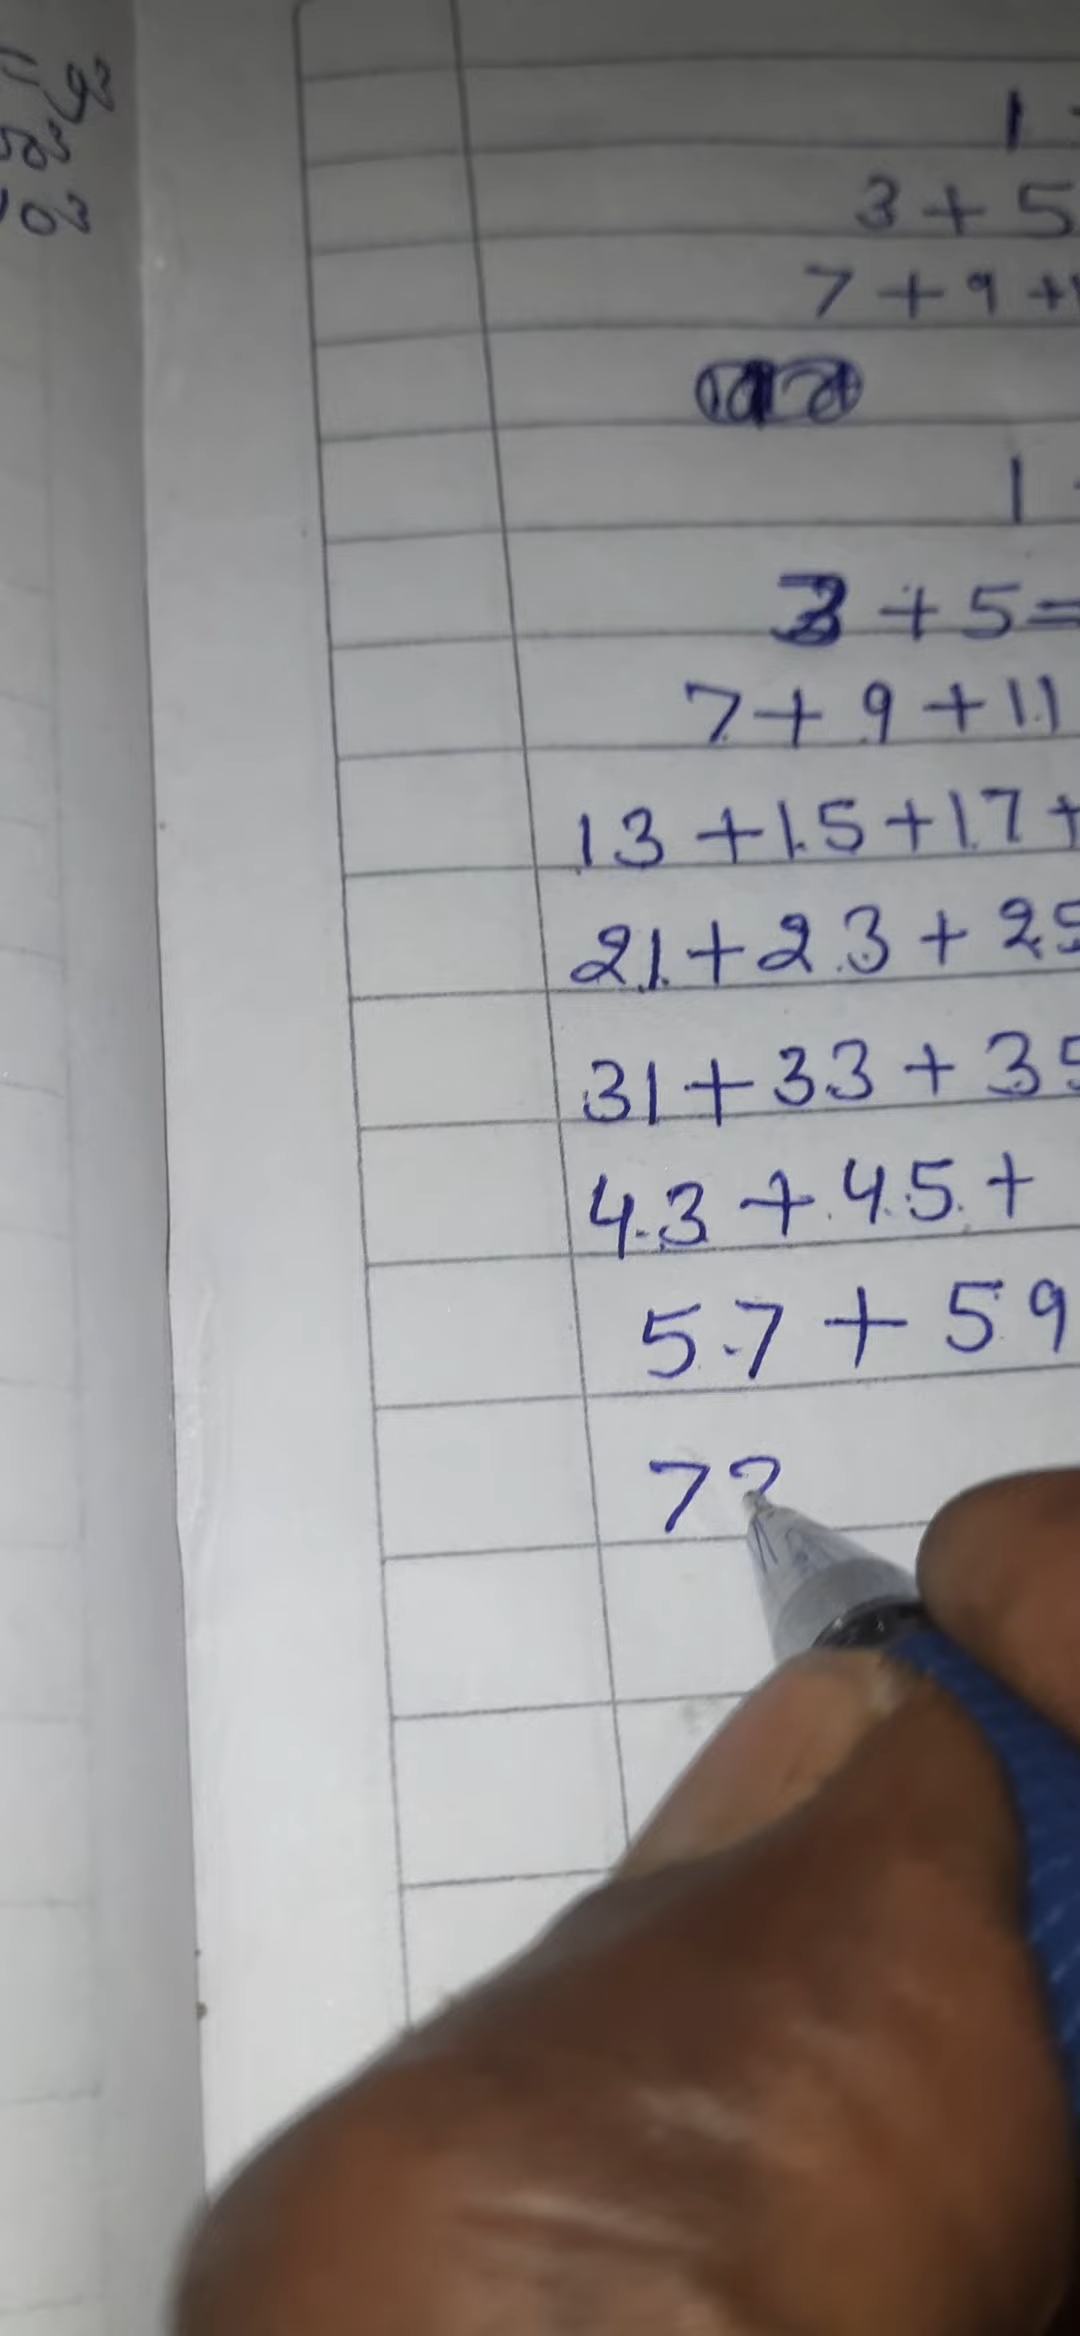 1
3 + 5
7 + 9 +
1
3 + 5 =
7 + 9 + 11
13 + 15 + 17 +
21 + 23 + 25
31 + 33 + 35
43 + 45 +
57 + 59
73